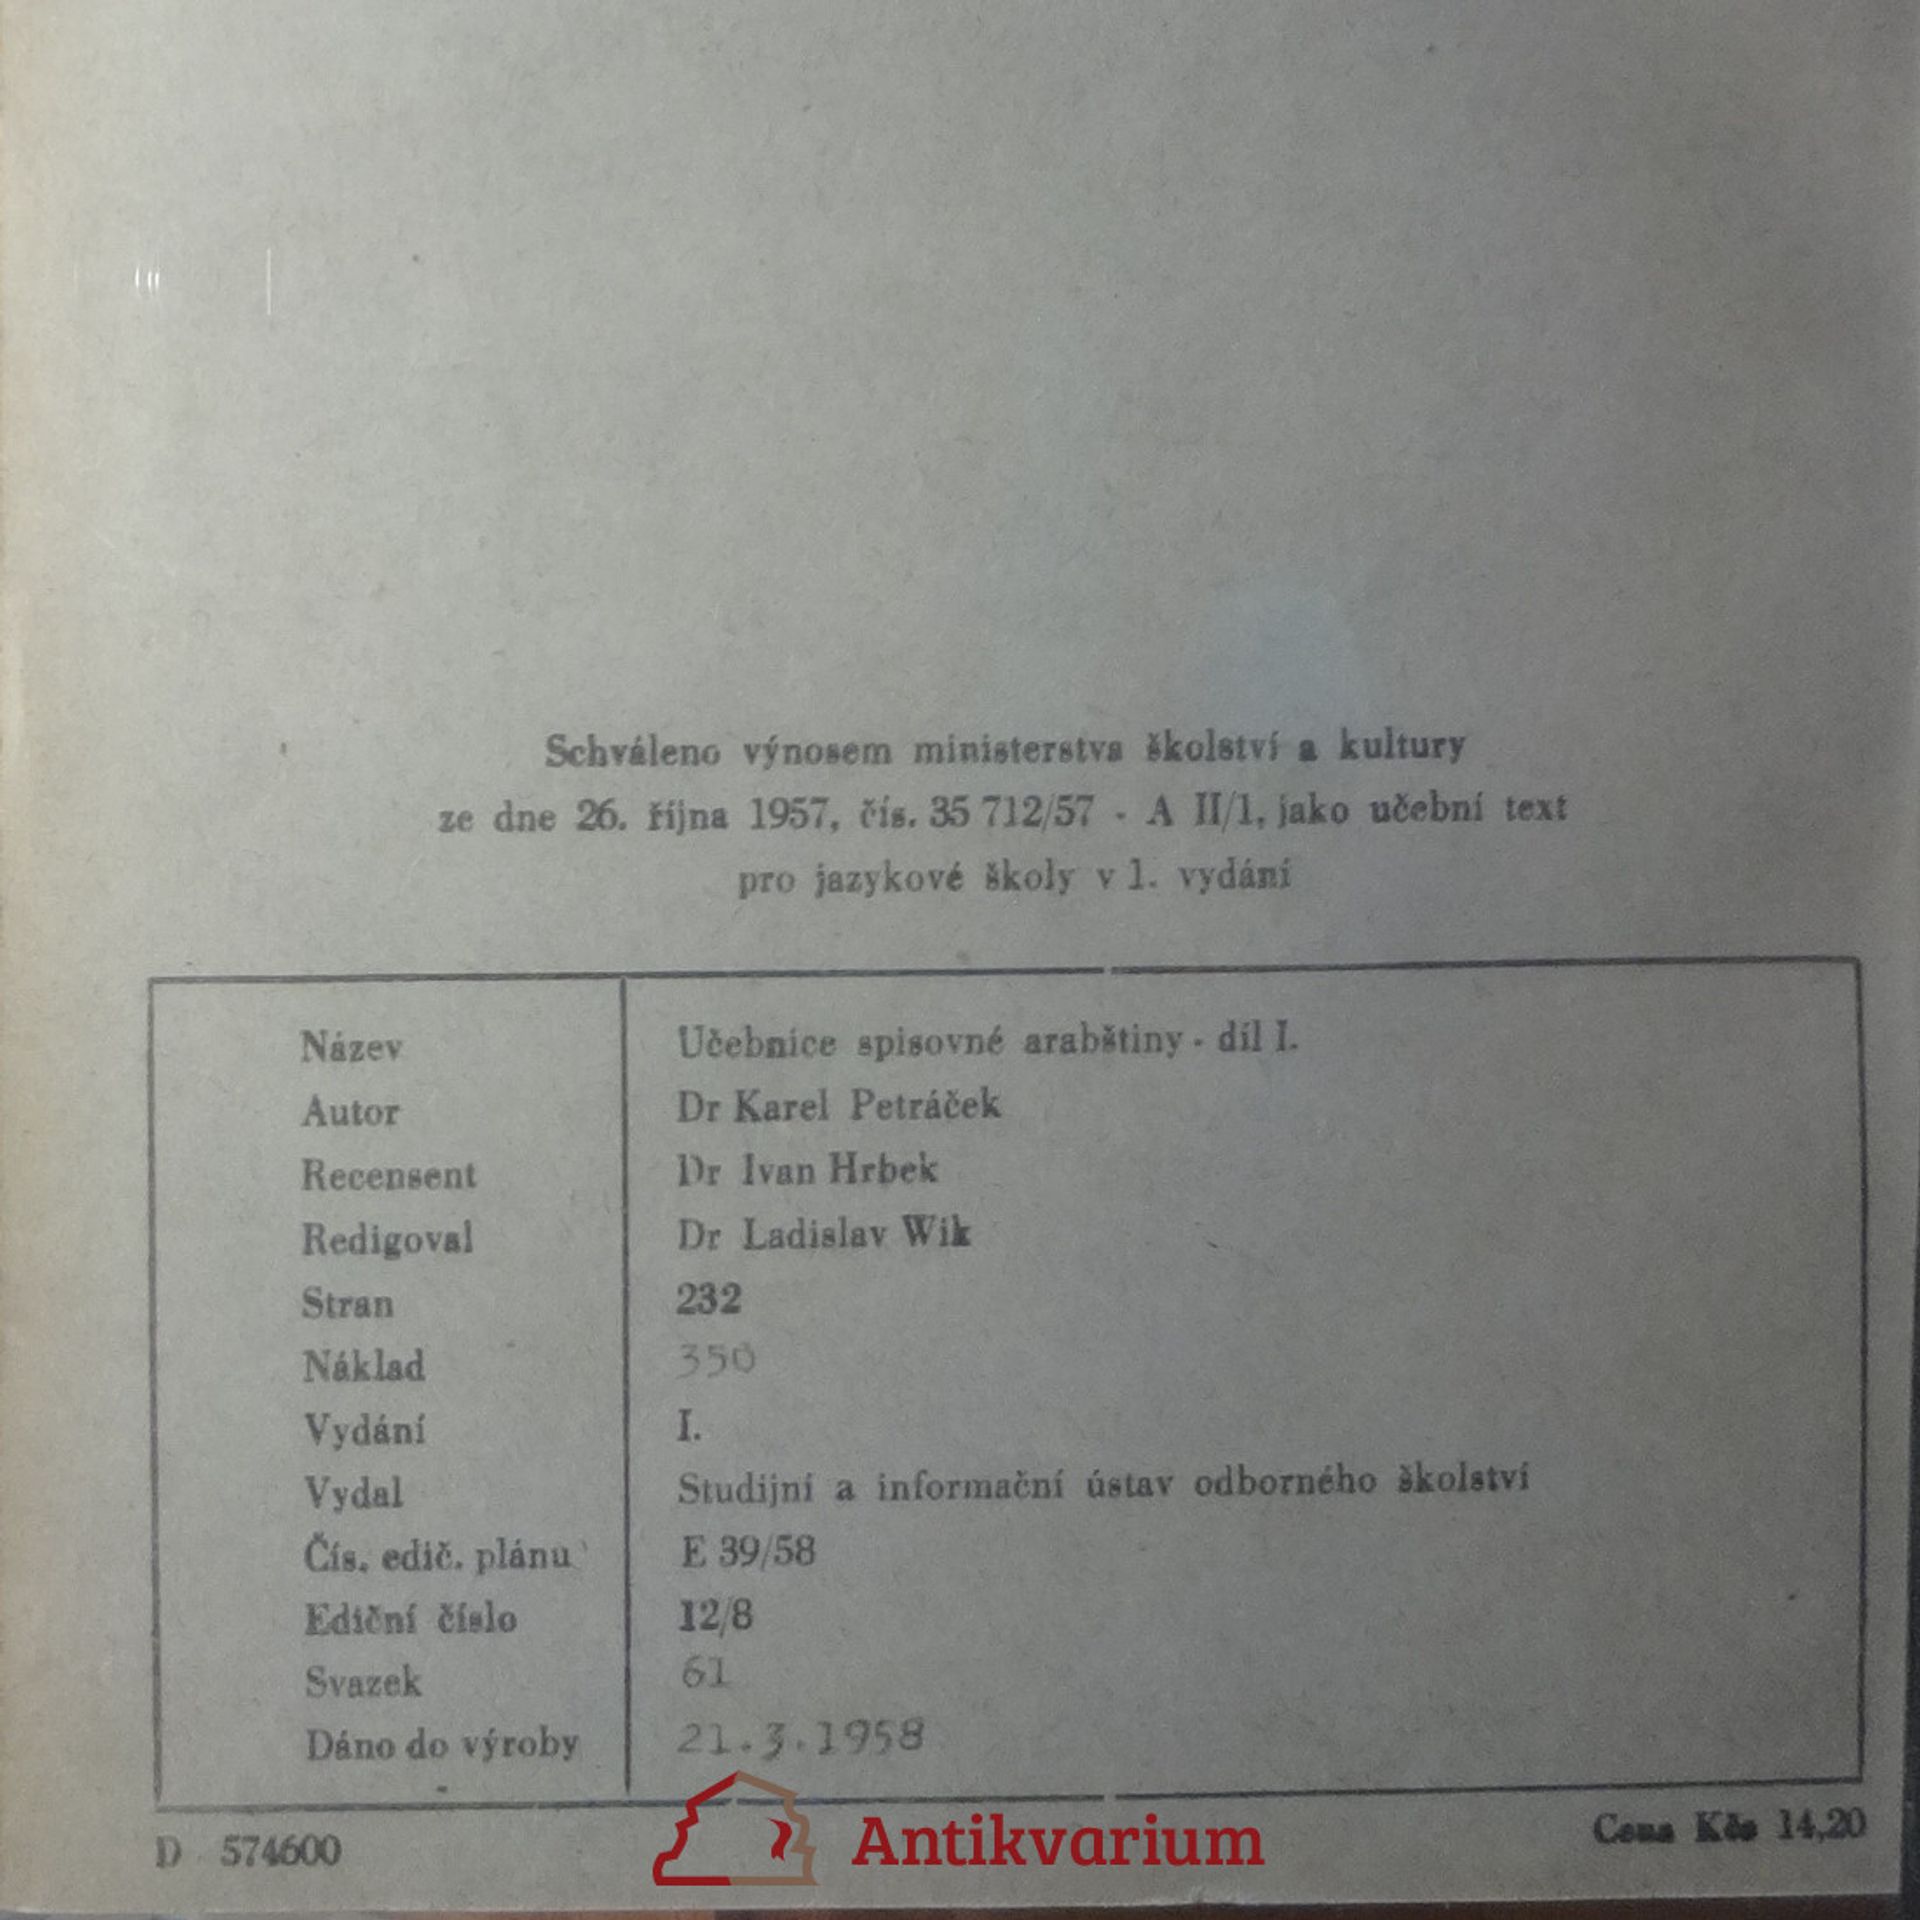 Schváleno výnosem ministerstva školství a kultury
ze dne 26. října 1957, čís. 35 712/57 - A II/1, jako učební text
pro jazykové školy v 1. vydání
Název Učebnice spisovné arabštiny - díl I.
Autor Dr Karel Petráček
Recensent Dr Ivan Hrbek
Redigoval Dr Ladislav Wik
Stran 232
Náklad 350
Vydání I.
Vydal Studijní a informační ústav odborného školství
Čís. edič. plánu E 39/58
Ediční číslo 12/8
Svazek 61
Dáno do výroby 21.3.1958
D 574600
Cena Kčs 14,20
Antikvarium